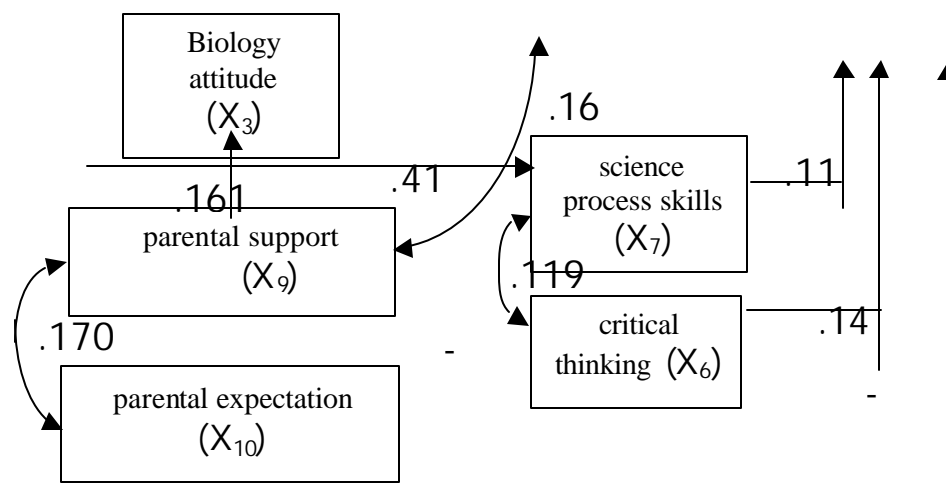 Biology
attitude
(X3)
.16
.41
.161
science
process skills
(X7)
.11
parental support
(X9)
.119
.170
-
critical
thinking (X6)
.14
-
parental expectation
(X10)